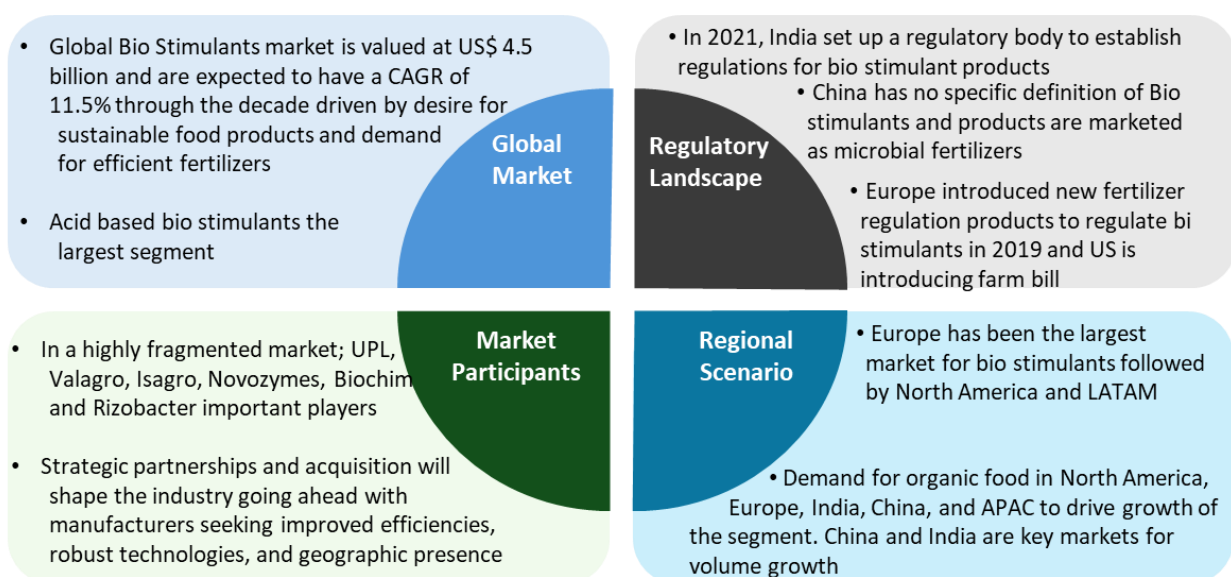 • Global Bio Stimulants market is valued at US$ 4.5
billion and are expected to have a CAGR of
11.5% through the decade driven by desire for
sustainable food products and demand
for efficient fertilizers
• Acid based bio stimulants the
largest segment
Global
Market
• In 2021, India set up a regulatory body to establish
regulations for bio stimulant products
• China has no specific definition of Bio
stimulants and products are marketed
as microbial fertilizers
• Europe introduced new fertilizer
regulation products to regulate bi
stimulants in 2019 and US is
introducing farm bill
Regulatory
Landscape
• In a highly fragmented market; UPL,
Valagro, Isagro, Novozymes, Biochim
and Rizobacter important players
• Strategic partnerships and acquisition will
shape the industry going ahead with
manufacturers seeking improved efficiencies,
robust technologies, and geographic presence
Market
Participants
Regional
Scenario
• Europe has been the largest
market for bio stimulants followed
by North America and LATAM
• Demand for organic food in North America,
Europe, India, China, and APAC to drive growth of
the segment. China and India are key markets for
volume growth